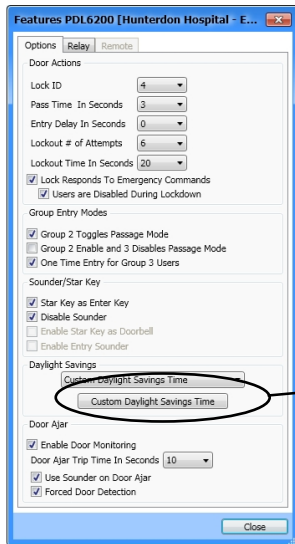 Features PDL6200 [Hunterdon Hospital - E...
Options Relay Remote
Door Actions
Lock ID 4
Pass Time In Seconds 3
Entry Delay In Seconds 0
Lockout # of Attempts 6
Lockout Time In Seconds 20
Lock Responds To Emergency Commands
Users are Disabled During Lockdown
Group Entry Modes
Group 2 Toggles Passage Mode
Group 2 Enable and 3 Disables Passage Mode
One Time Entry for Group 3 Users
Sounder/Star Key
Star Key as Enter Key
Disable Sounder
Enable Star Key as Doorbell
Enable Entry Sounder
Daylight Savings
Custom Daylight Savings Time
Custom Daylight Savings Time
Door Ajar
Enable Door Monitoring
Door Ajar Trip Time In Seconds 10
Use Sounder on Door Ajar
Forced Door Detection
Close